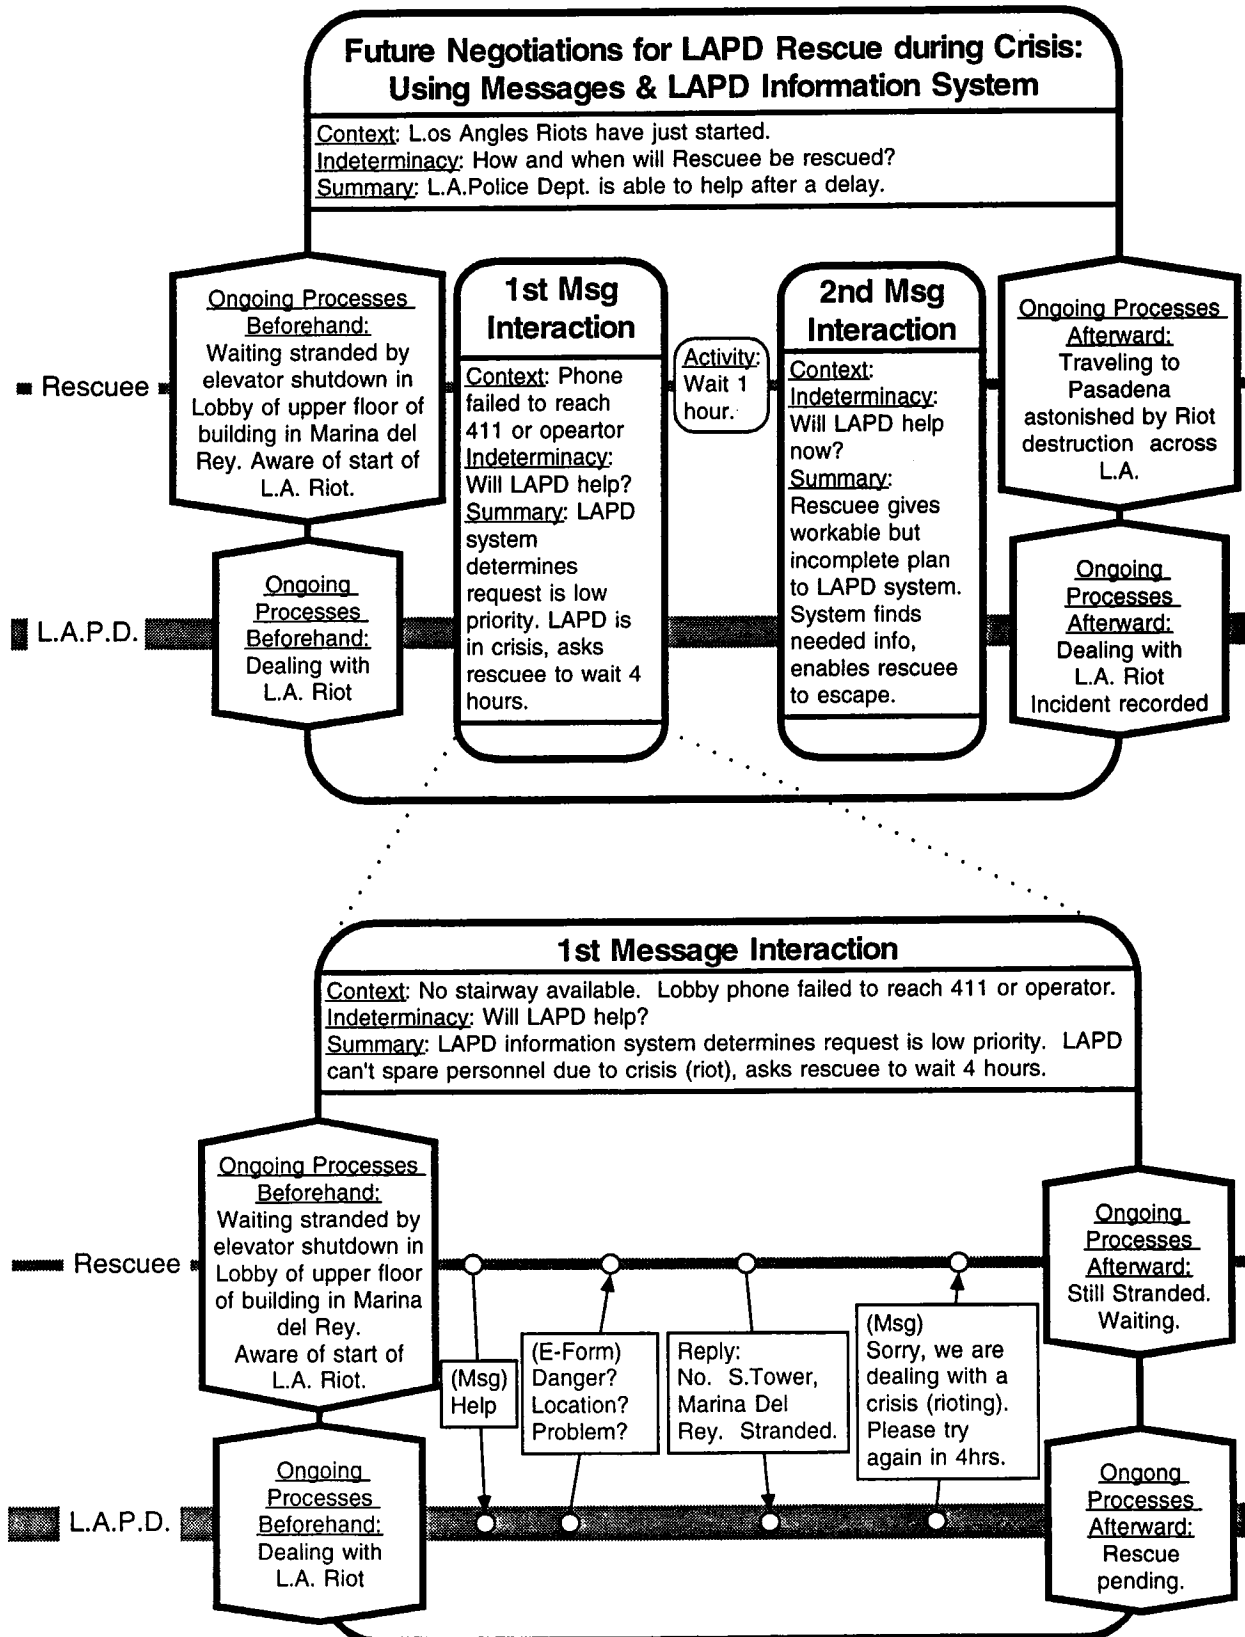 Future Negotiations for LAPD Rescue during Crisis:
Using Messages & LAPD Information System
Context: L.os Angles Riots have just started.
Indeterminacy: How and when will Rescuee be rescued?
Summary: L.A.Police Dept. is able to help after a delay.
Rescuee
Ongoing Processes
Beforehand:
Waiting stranded by
elevator shutdown in
Lobby of upper floor of
building in Marina del
Rey. Aware of start of
L.A. Riot.
1st Msg
Interaction
Context: Phone
failed to reach
411 or opeartor
Indeterminacy:
Will LAPD help?
Summary: LAPD
system
determines
request is low
priority. LAPD is
in crisis, asks
rescuee to wait 4
hours.
Activity:
Wait 1
hour.
2nd Msg
Interaction
Context:
Indeterminacy:
Will LAPD help
now?
Summary:
Rescuee gives
workable but
incomplete plan
to LAPD system.
System finds
needed info,
enables rescuee
to escape.
Ongoing Processes
Afterward:
Traveling to
Pasadena
astonished by Riot
destruction across
L.A.
L.A.P.D.
Ongoing
Processes
Beforehand:
Dealing with
L.A. Riot
Ongoing
Processes
Afterward:
Dealing with
L.A. Riot
Incident recorded
1st Message Interaction
Context: No stairway available. Lobby phone failed to reach 411 or operator.
Indeterminacy: Will LAPD help?
Summary: LAPD information system determines request is low priority. LAPD
can't spare personnel due to crisis (riot), asks rescuee to wait 4 hours.
Rescuee
Ongoing Processes
Beforehand:
Waiting stranded by
elevator shutdown in
Lobby of upper floor
of building in Marina
del Rey.
Aware of start of
L.A. Riot.
(Msg)
Help
(E-Form)
Danger?
Location?
Problem?
Reply:
No. S.Tower,
Marina Del
Rey. Stranded.
(Msg)
Sorry, we are
dealing with a
crisis (rioting).
Please try
again in 4hrs.
Ongoing
Processes
Afterward:
Still Stranded.
Waiting.
L.A.P.D.
Ongoing
Processes
Beforehand:
Dealing with
L.A. Riot
Ongong
Processes
Afterward:
Rescue
pending.